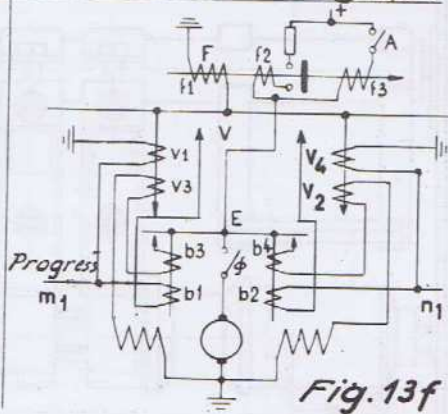 +
F
f1
f2
f3
A
V
v1
v3
v4
v2
E
b3
b4
Progress
ϕ
m1
b1
b2
n1
Fig. 13f